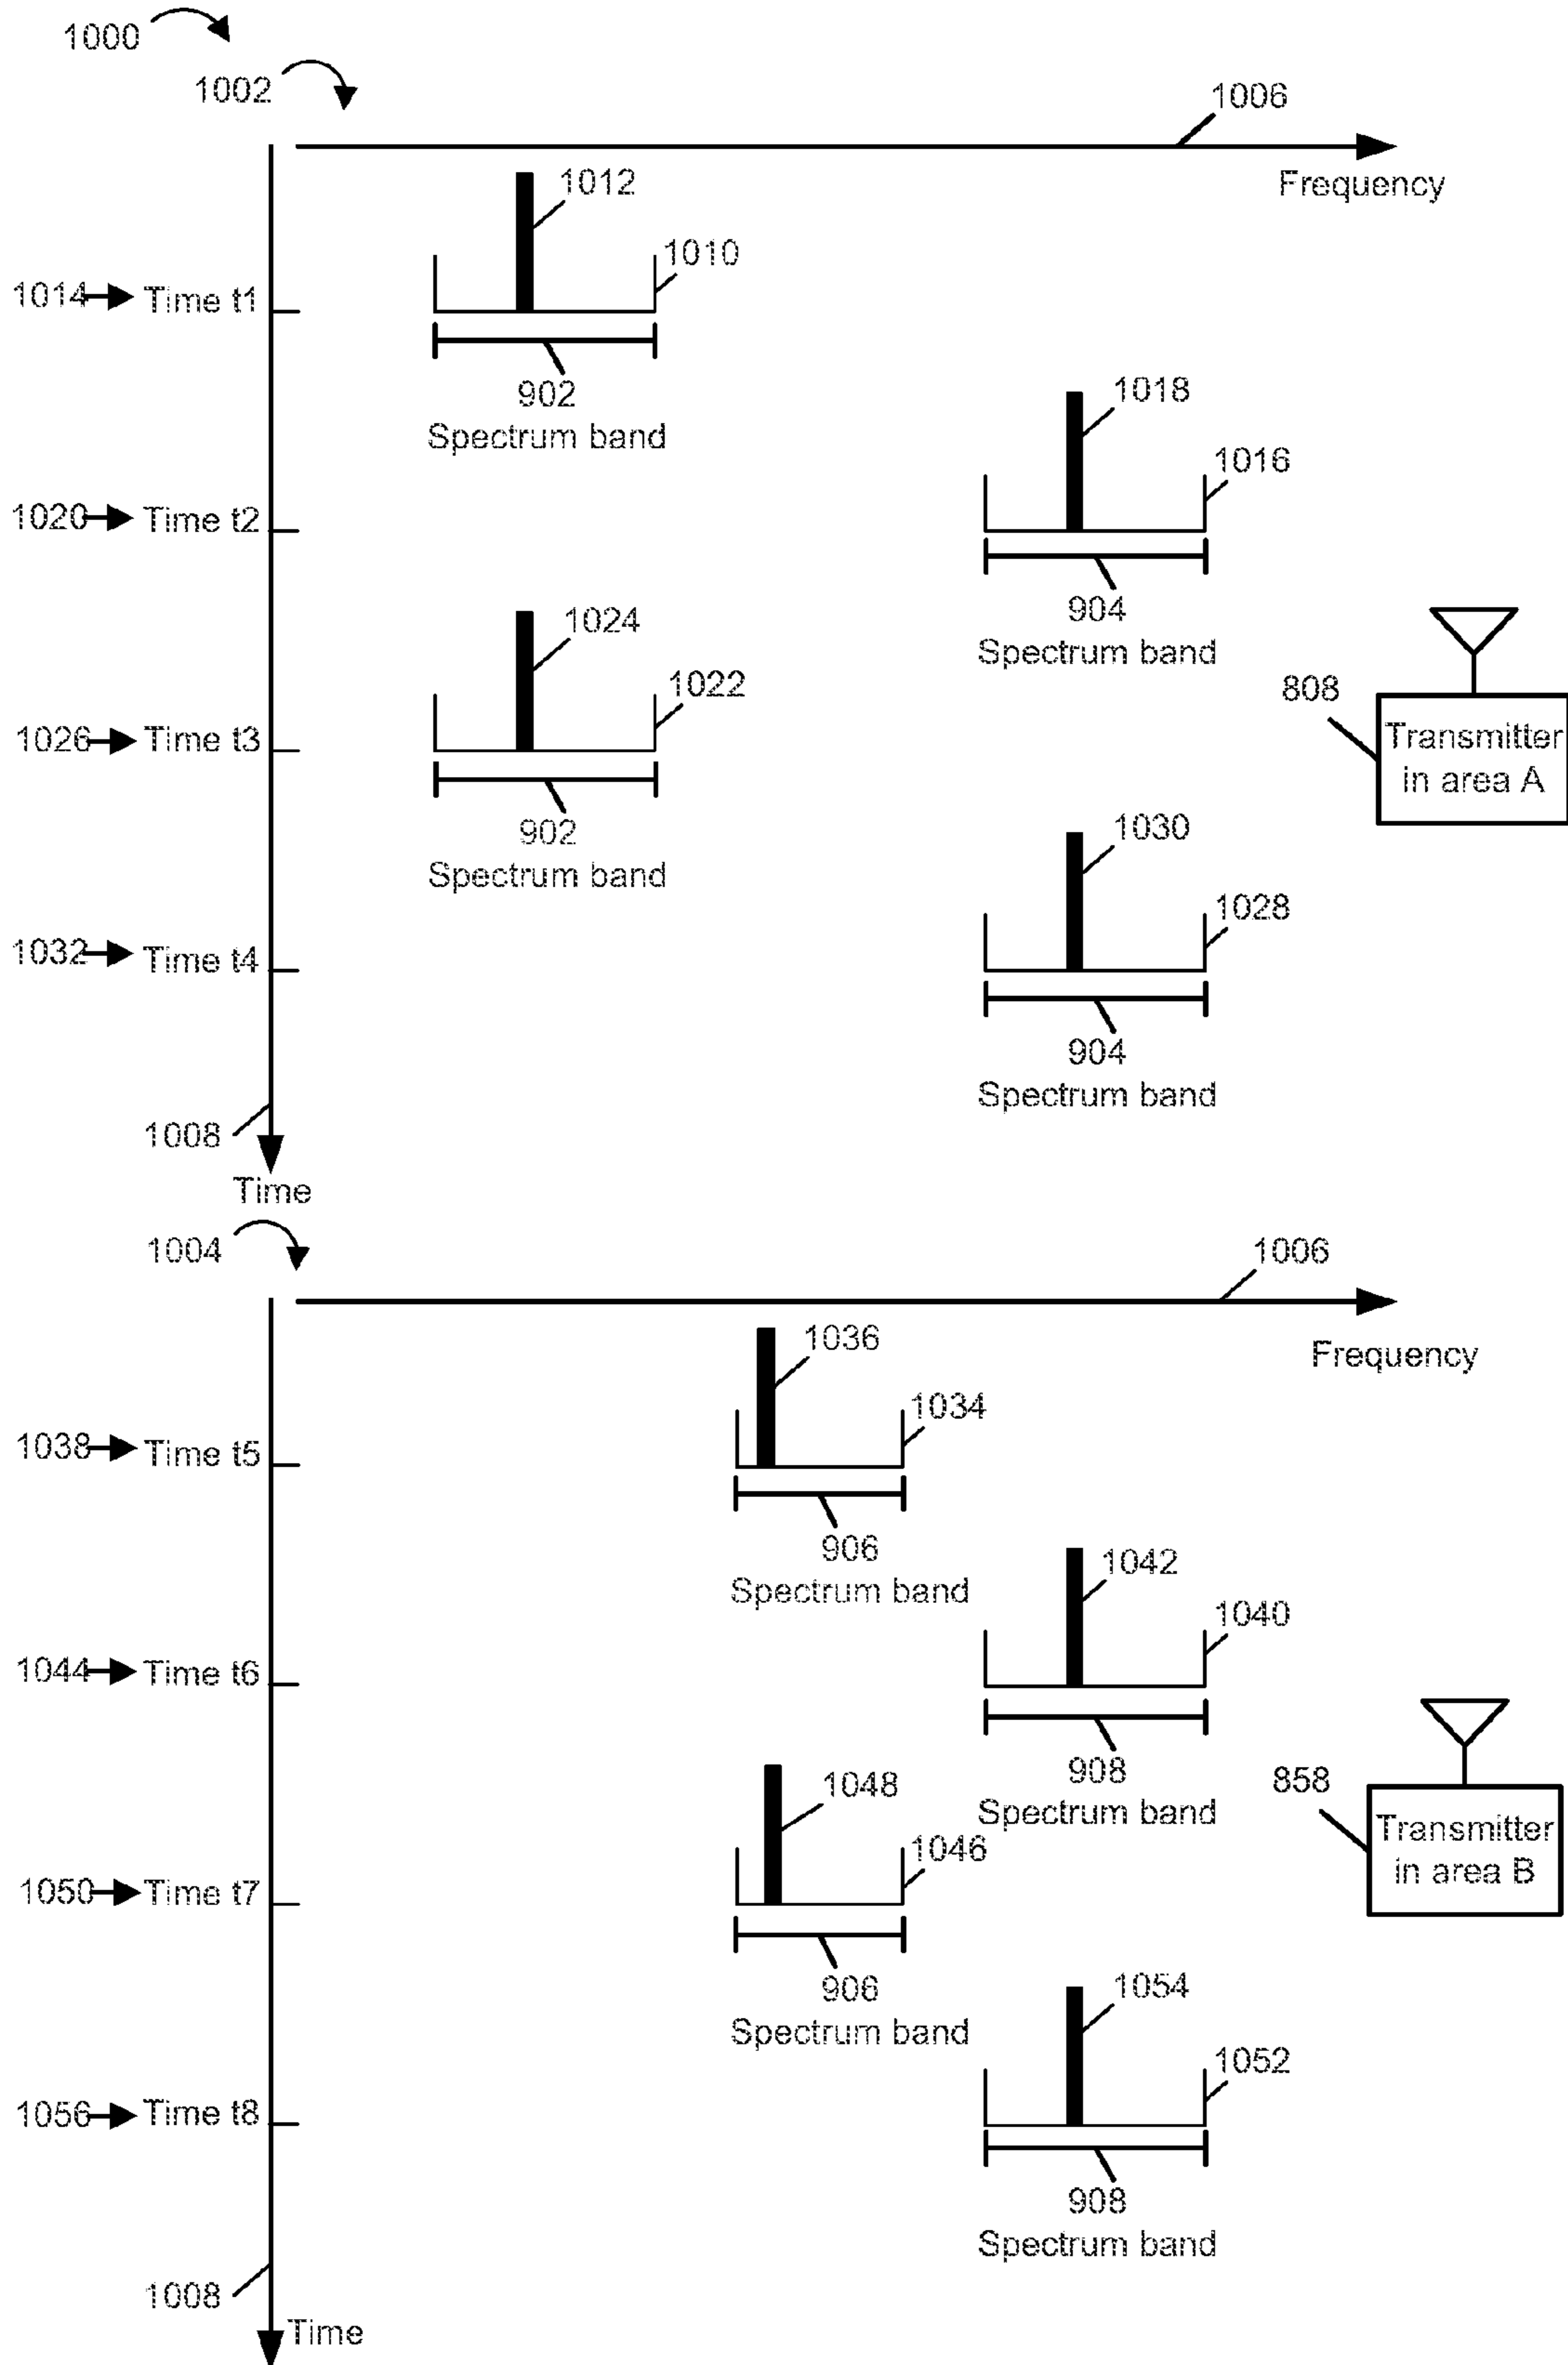 1000
1002
1006
Frequency
1012
1010
1014
Time t1
902
Spectrum band
1018
1016
1020
Time t2
904
Spectrum band
1024
1022
808
Transmitter
in area A
1026
Time t3
902
Spectrum band
1030
1028
1032
Time t4
904
Spectrum band
1008
Time
1004
1006
Frequency
1036
1034
1038
Time t5
906
Spectrum band
1042
1040
1044
Time t6
908
Spectrum band
1048
1046
858
Transmitter
in area B
1050
Time t7
906
Spectrum band
1054
1052
1056
Time t8
908
Spectrum band
1008
Time